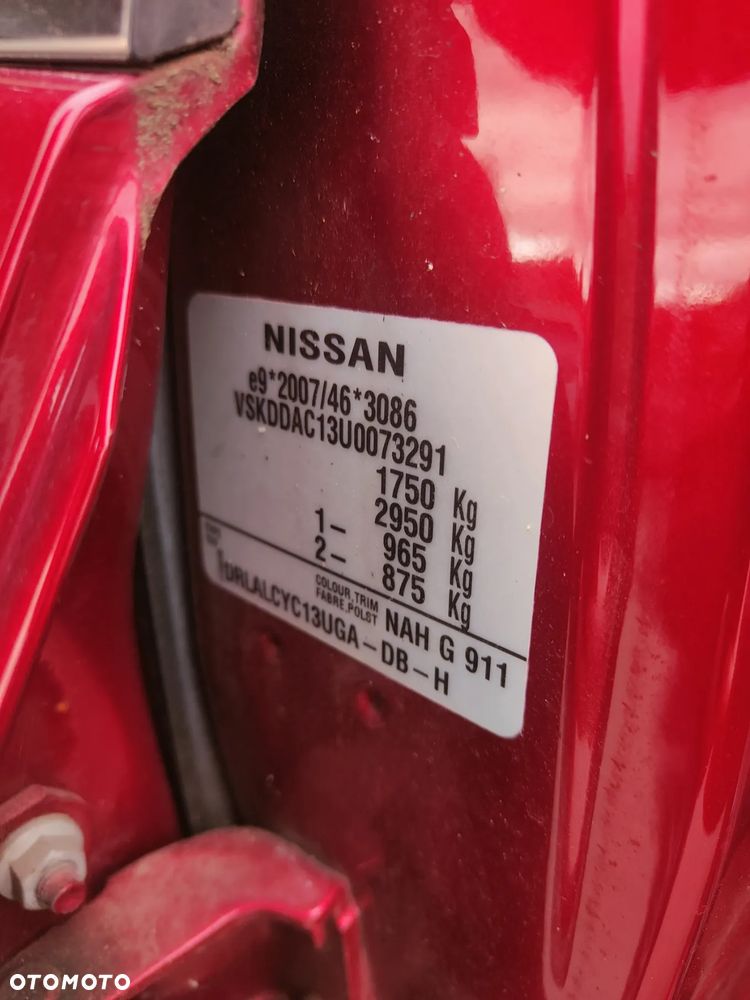 NISSAN
e9*2007/46*3086
VSKDDAC13U0073291
1750 Kg
2950 Kg
1- 965 Kg
2- 875 Kg
COLOUR,TRIM NAH G 911
FABRE,POLST
DRLALCYC13UGA-DB-H
OTOMOTO